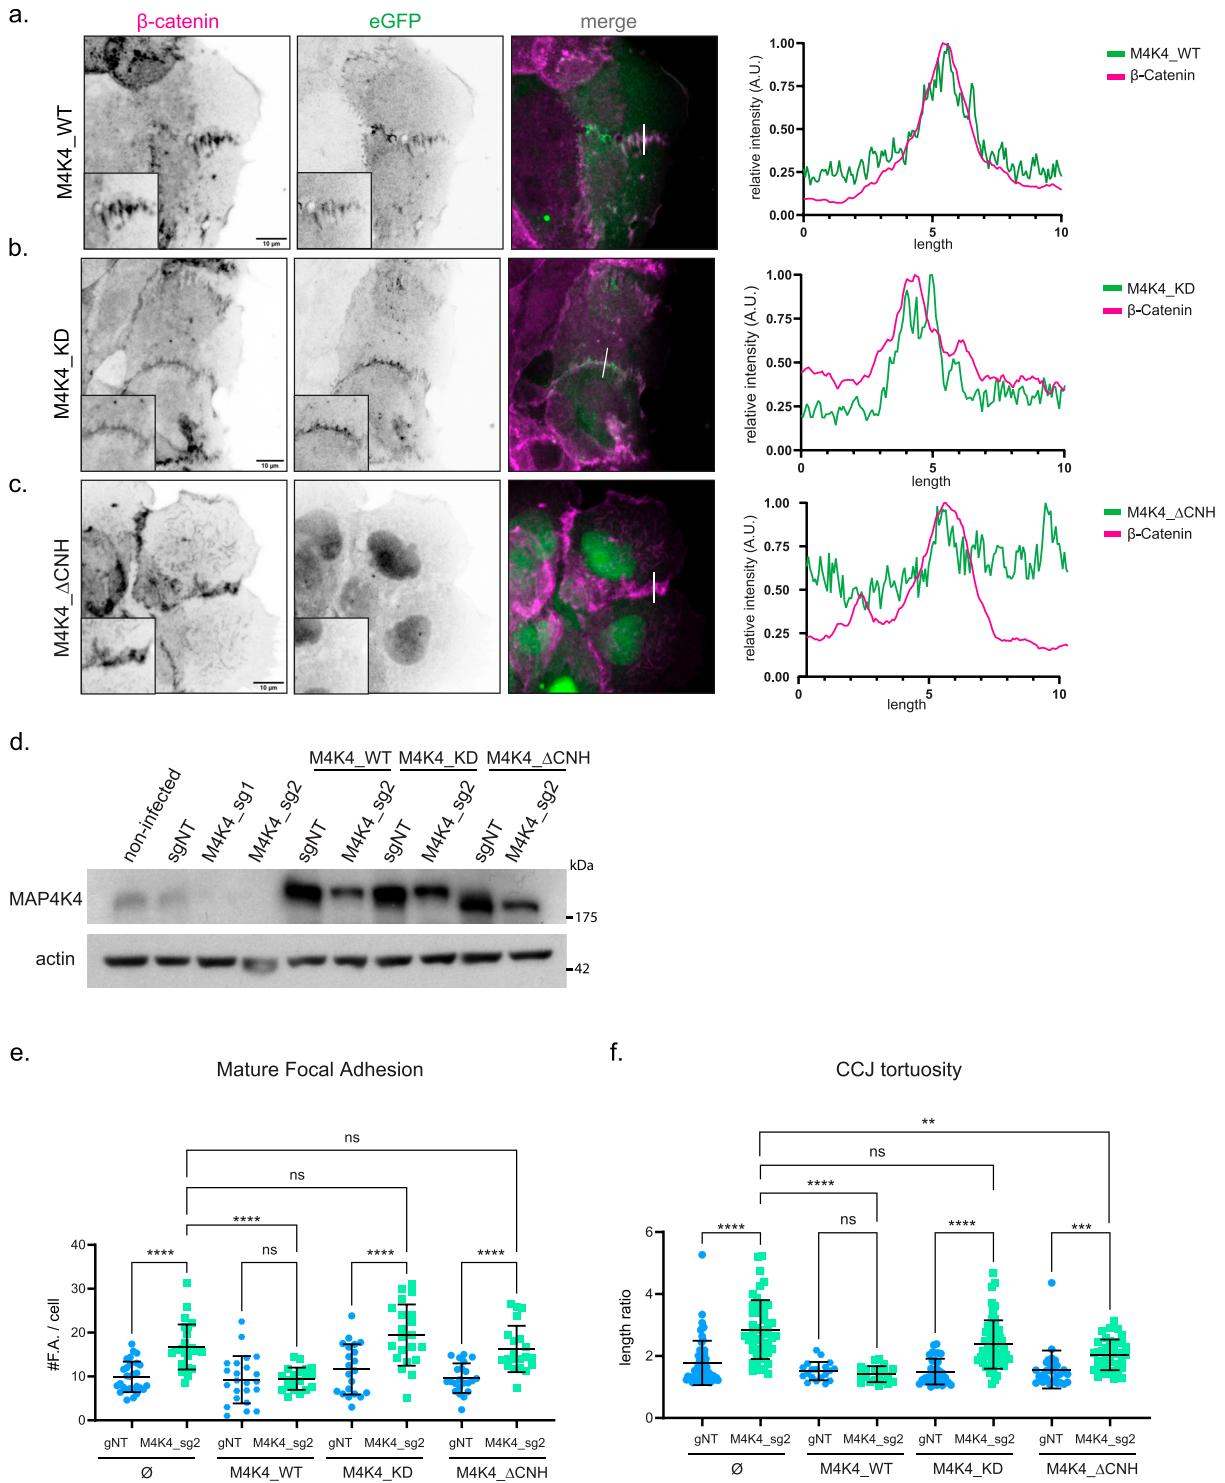 a.
β-catenin eGFP merge
M4K4_WT
10 µm
1.00
0.75
0.50
0.25
0.00
relative intensity (A.U.)
0 5 10
length
M4K4_WT
β-Catenin
b.
M4K4_KD
10 µm
1.00
0.75
0.50
0.25
0.00
relative intensity (A.U.)
0 5 10
length
M4K4_KD
β-Catenin
c.
M4K4_ΔCNH
10 µm
1.00
0.75
0.50
0.25
0.00
relative intensity (A.U.)
0 5 10
length
M4K4_ΔCNH
β-Catenin
d.
M4K4_WT M4K4_KD M4K4_ΔCNH
non-infected sgNT M4K4_sg1 M4K4_sg2 sgNT M4K4_sg2 sgNT M4K4_sg2 sgNT M4K4_sg2
kDa
MAP4K4
175
actin
42
e.
Mature Focal Adhesion
ns
ns
****
**** ns **** ****
40
30
20
10
0
#F.A. / cell
gNT M4K4_sg2 gNT M4K4_sg2 gNT M4K4_sg2 gNT M4K4_sg2
Ø M4K4_WT M4K4_KD M4K4_ΔCNH
f.
CCJ tortuosity
**
ns
****
**** ns **** ***
6
4
2
0
length ratio
gNT M4K4_sg2 gNT M4K4_sg2 gNT M4K4_sg2 gNT M4K4_sg2
Ø M4K4_WT M4K4_KD M4K4_ΔCNH